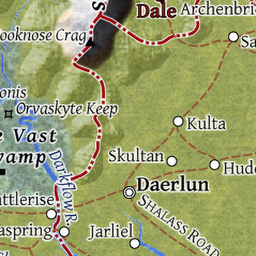 S
Dale
Archenbri
ooknose Crag
Sa
onis
Orvaskyte Keep
Kulta
e Vast
wamp
Skultan
Hude
Darkflow R.
Daerlun
ttlerise
Shalass Road
aspring
Jarliel